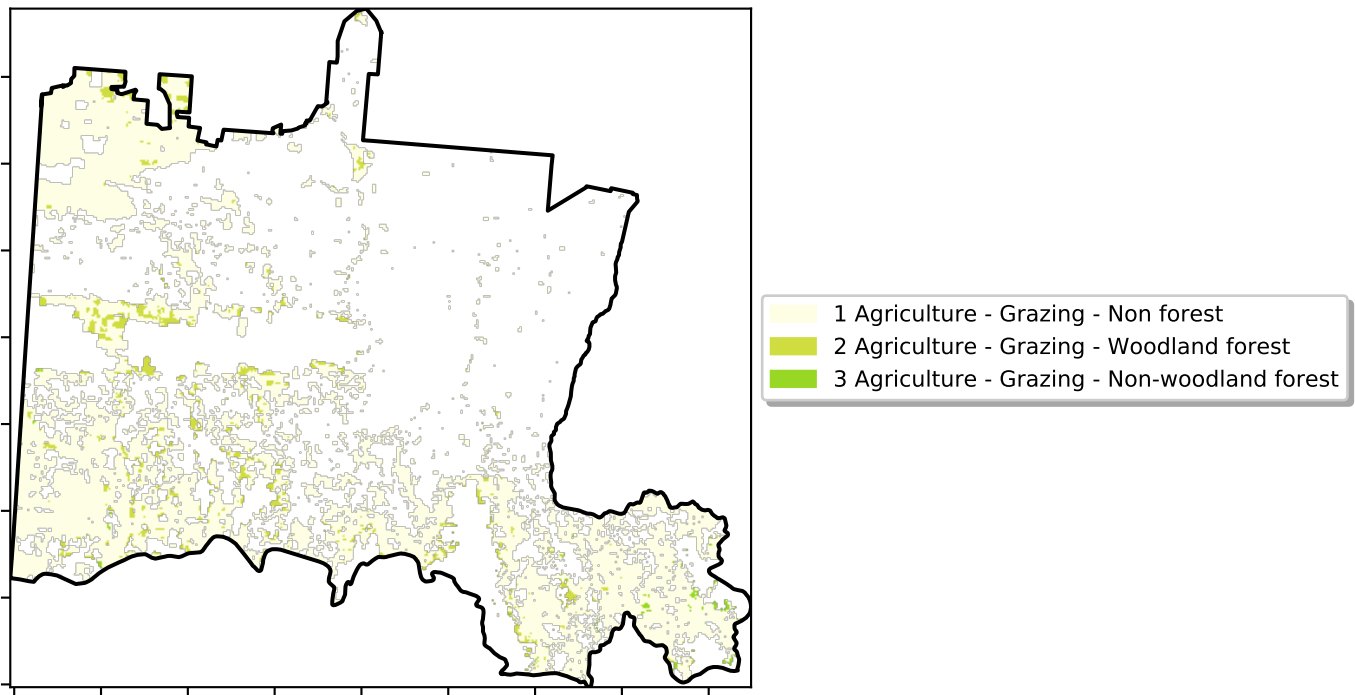 1 Agriculture - Grazing - Non forest
2 Agriculture - Grazing - Woodland forest
3 Agriculture - Grazing - Non-woodland forest